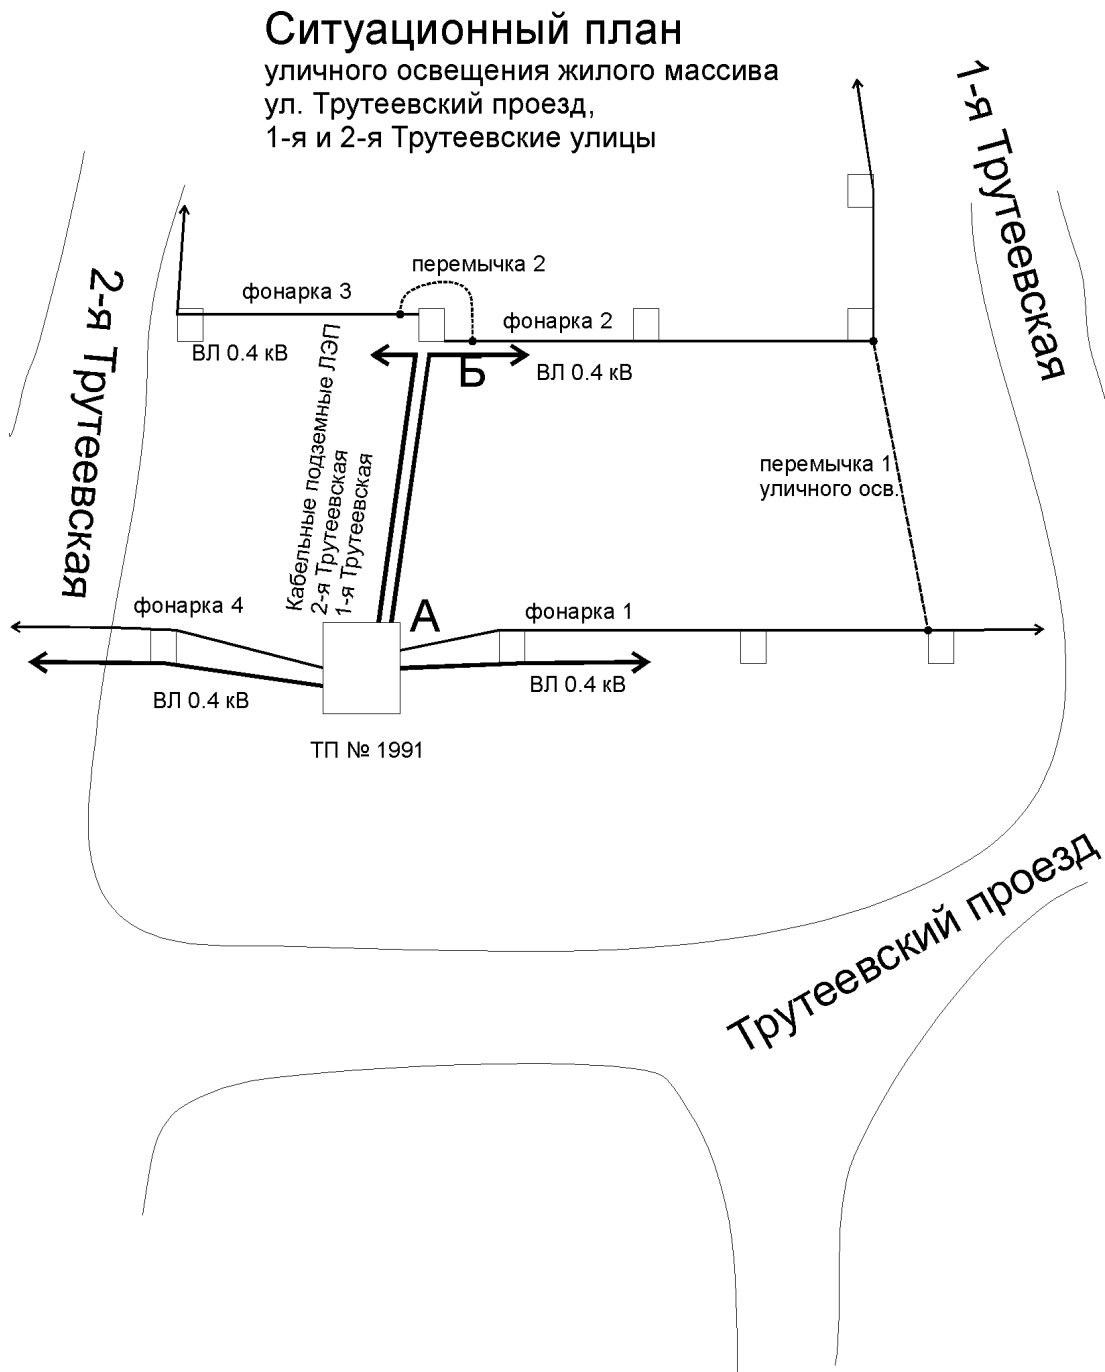 Ситуационный план
уличного освещения жилого массива
ул. Трутеевский проезд,
1-я и 2-я Трутеевские улицы
1-я Трутеевская
2-я Трутеевская
перемычка 2
фонарка 3
фонарка 2
ВЛ 0.4 кВ
Б
ВЛ 0.4 кВ
Кабельные подземные ЛЭП
2-я Трутеевская
1-я Трутеевская
перемычка 1
уличного осв.
фонарка 4
А
фонарка 1
ВЛ 0.4 кВ
ВЛ 0.4 кВ
ТП № 1991
Трутеевский проезд